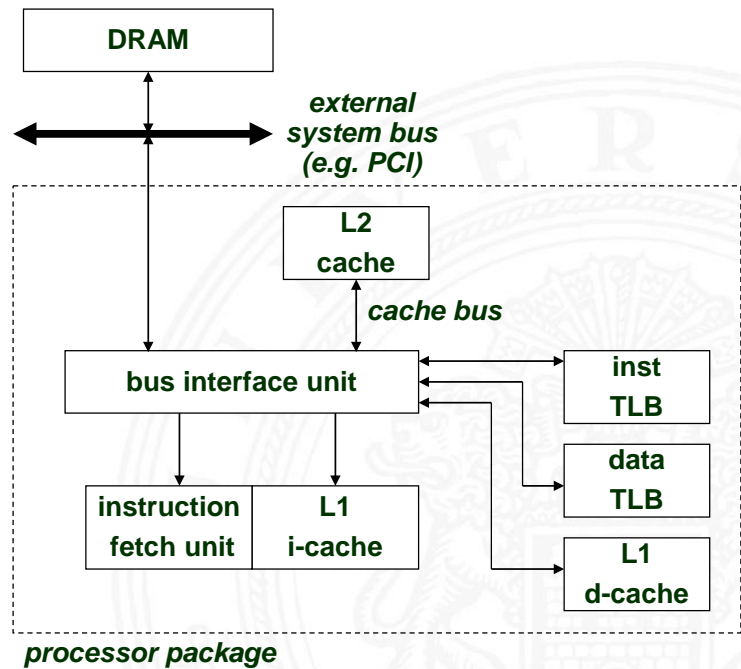 DRAM
external
system bus
(e.g. PCI)
L2
cache
cache bus
bus interface unit
inst
TLB
data
TLB
instruction
fetch unit
L1
i-cache
L1
d-cache
processor package